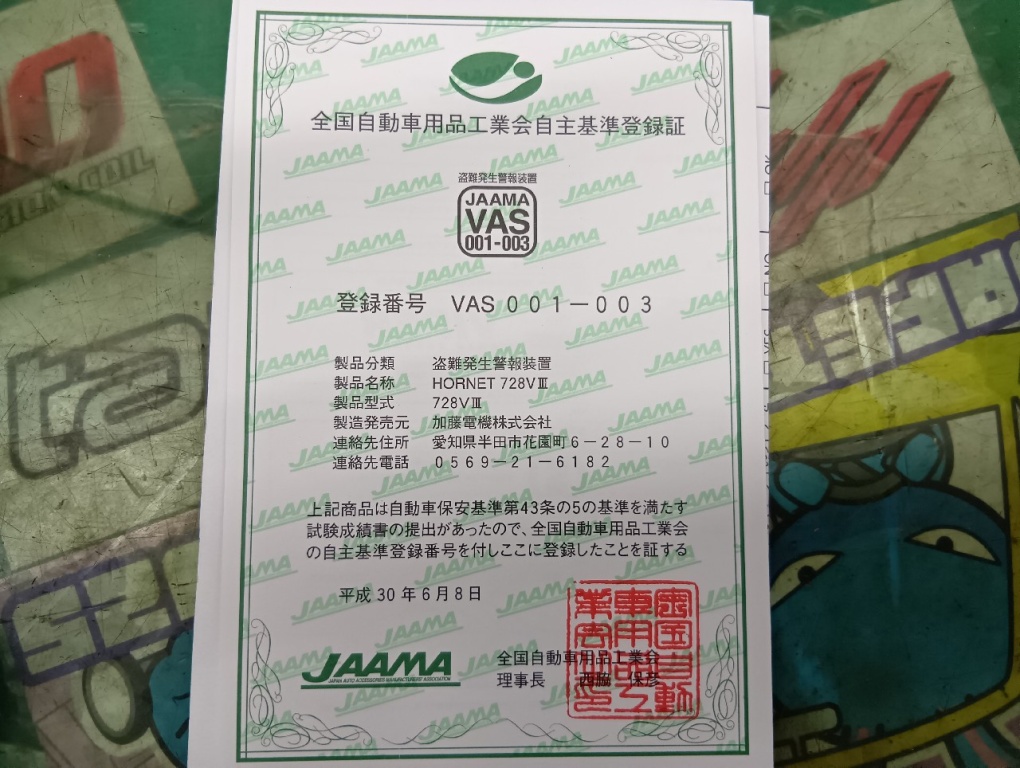 全国自動車用品工業会自主基準登録証
盗難発生警報装置
JAAMA
VAS
001-003
登録番号 VAS001-003
製品分類 盗難発生警報装置
製品名称 HORNET 728VⅢ
製品型式 728VⅢ
製造発売元 加藤電機株式会社
連絡先住所 愛知県半田市花園町6-28-10
連絡先電話 0569-21-6182
上記商品は自動車保安基準第43条の5の基準を満たす
試験成績書の提出があったので、全国自動車用品工業会
の自主基準登録番号を付しここに登録したことを証する
平成30年6月8日
JAAMA
JAPAN AUTO ACCESSORIES MANUFACTURERS' ASSOCIATION
全国自動車用品工業会
理事長 西脇 保彦